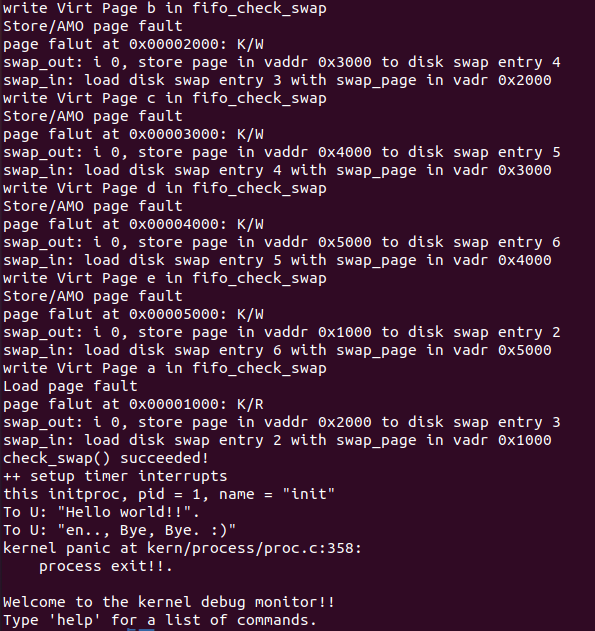 write Virt Page b in fifo_check_swap
Store/AMO page fault
page falut at 0x00002000: K/W
swap_out: i 0, store page in vaddr 0x3000 to disk swap entry 4
swap_in: load disk swap entry 3 with swap_page in vadr 0x2000
write Virt Page c in fifo_check_swap
Store/AMO page fault
page falut at 0x00003000: K/W
swap_out: i 0, store page in vaddr 0x4000 to disk swap entry 5
swap_in: load disk swap entry 4 with swap_page in vadr 0x3000
write Virt Page d in fifo_check_swap
Store/AMO page fault
page falut at 0x00004000: K/W
swap_out: i 0, store page in vaddr 0x5000 to disk swap entry 6
swap_in: load disk swap entry 5 with swap_page in vadr 0x4000
write Virt Page e in fifo_check_swap
Store/AMO page fault
page falut at 0x00005000: K/W
swap_out: i 0, store page in vaddr 0x1000 to disk swap entry 2
swap_in: load disk swap entry 6 with swap_page in vadr 0x5000
write Virt Page a in fifo_check_swap
Load page fault
page falut at 0x00001000: K/R
swap_out: i 0, store page in vaddr 0x2000 to disk swap entry 3
swap_in: load disk swap entry 2 with swap_page in vadr 0x1000
check_swap() succeeded!
++ setup timer interrupts
this initproc, pid = 1, name = "init"
To U: "Hello world!!".
To U: "en.., Bye, Bye. :)"
kernel panic at kern/process/proc.c:358:
    process exit!!.

Welcome to the kernel debug monitor!!
Type 'help' for a list of commands.